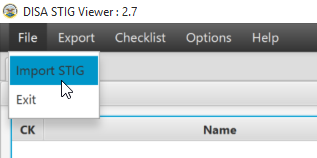 DISA STIG Viewer : 2.7
File Export Checklist Options Help
Import STIG
Exit
CK Name